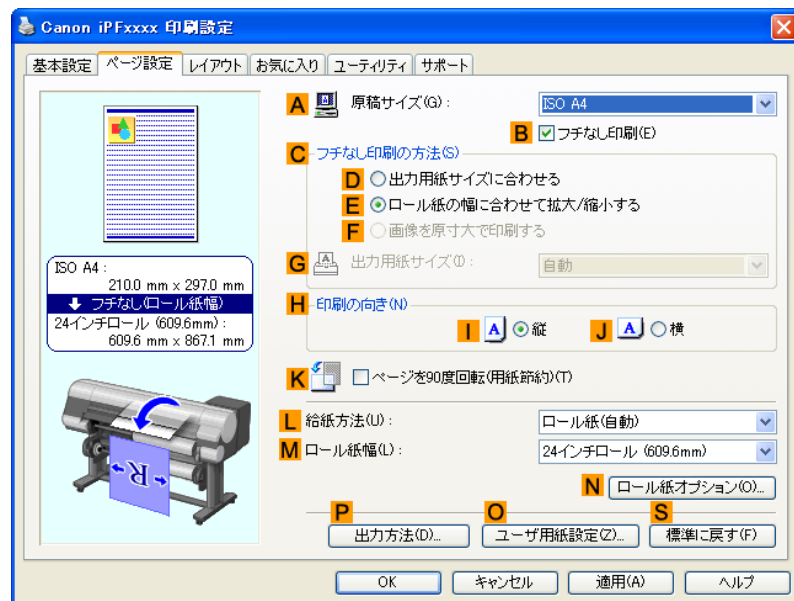 Canon iPFxxxx 印刷設定
基本設定 ページ設定 レイアウト お気に入り ユーティリティ サポート
A 原稿サイズ(G): ISO A4
B フチなし印刷(E)
C フチなし印刷の方法(S)
D 出力用紙サイズに合わせる
E ロール紙の幅に合わせて拡大/縮小する
F 画像を原寸大で印刷する
G 出力用紙サイズ(I): 自動
ISO A4:
210.0 mm x 297.0 mm
フチなし(ロール紙幅)
24インチロール (609.6mm):
609.6 mm x 867.1 mm
H 印刷の向き(N)
I A 縦 J A 横
K ページを90度回転(用紙節約)(T)
L 給紙方法(U): ロール紙(自動)
M ロール紙幅(L): 24インチロール (609.6mm)
N ロール紙オプション(O)...
P O S
出力方法(D)... ユーザ用紙設定(Z)... 標準に戻す(F)
R
OK キャンセル 適用(A) ヘルプ